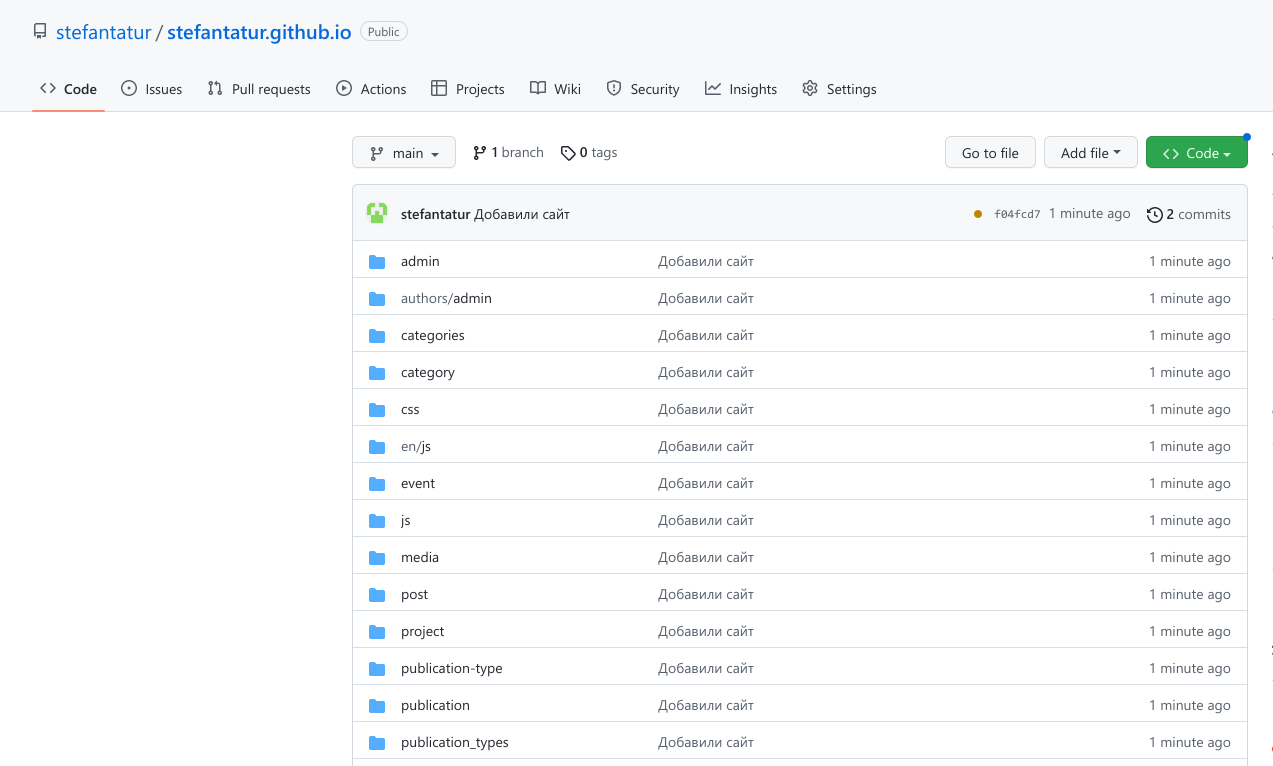 stefantatur / stefantatur.github.io Public
Code Issues Pull requests Actions Projects Wiki Security Insights Settings
main 1 branch 0 tags Go to file Add file Code
stefantatur Добавили сайт f04fcd7 1 minute ago 2 commits
admin Добавили сайт 1 minute ago
authors/admin Добавили сайт 1 minute ago
categories Добавили сайт 1 minute ago
category Добавили сайт 1 minute ago
css Добавили сайт 1 minute ago
en/js Добавили сайт 1 minute ago
event Добавили сайт 1 minute ago
js Добавили сайт 1 minute ago
media Добавили сайт 1 minute ago
post Добавили сайт 1 minute ago
project Добавили сайт 1 minute ago
publication-type Добавили сайт 1 minute ago
publication Добавили сайт 1 minute ago
publication_types Добавили сайт 1 minute ago